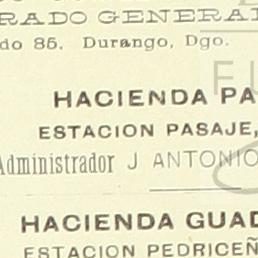 RADO GENERAL
do 85. Durango, Dgo.
HACIENDA PA
ESTACION PASAJE,
Administrador J ANTONIO
HACIENDA GUAD
ESTACION PEDRICEÑ